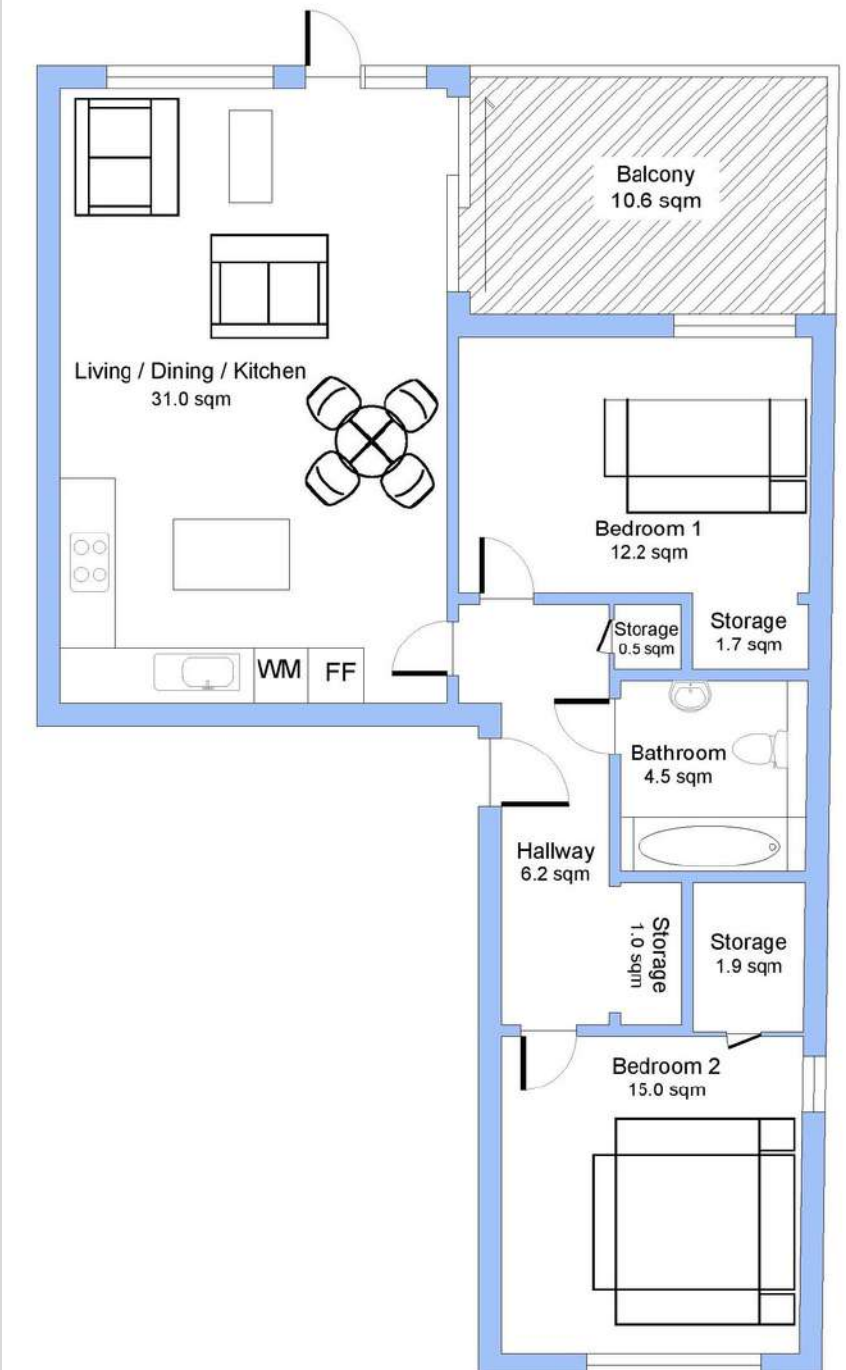 Balcony
10.6 sqm
Living / Dining / Kitchen
31.0 sqm
Bedroom 1
12.2 sqm
Storage
0.5 sqm
Storage
1.7 sqm
WM
FF
Bathroom
4.5 sqm
Hallway
6.2 sqm
Storage
1.0 sqm
Storage
1.9 sqm
Bedroom 2
15.0 sqm